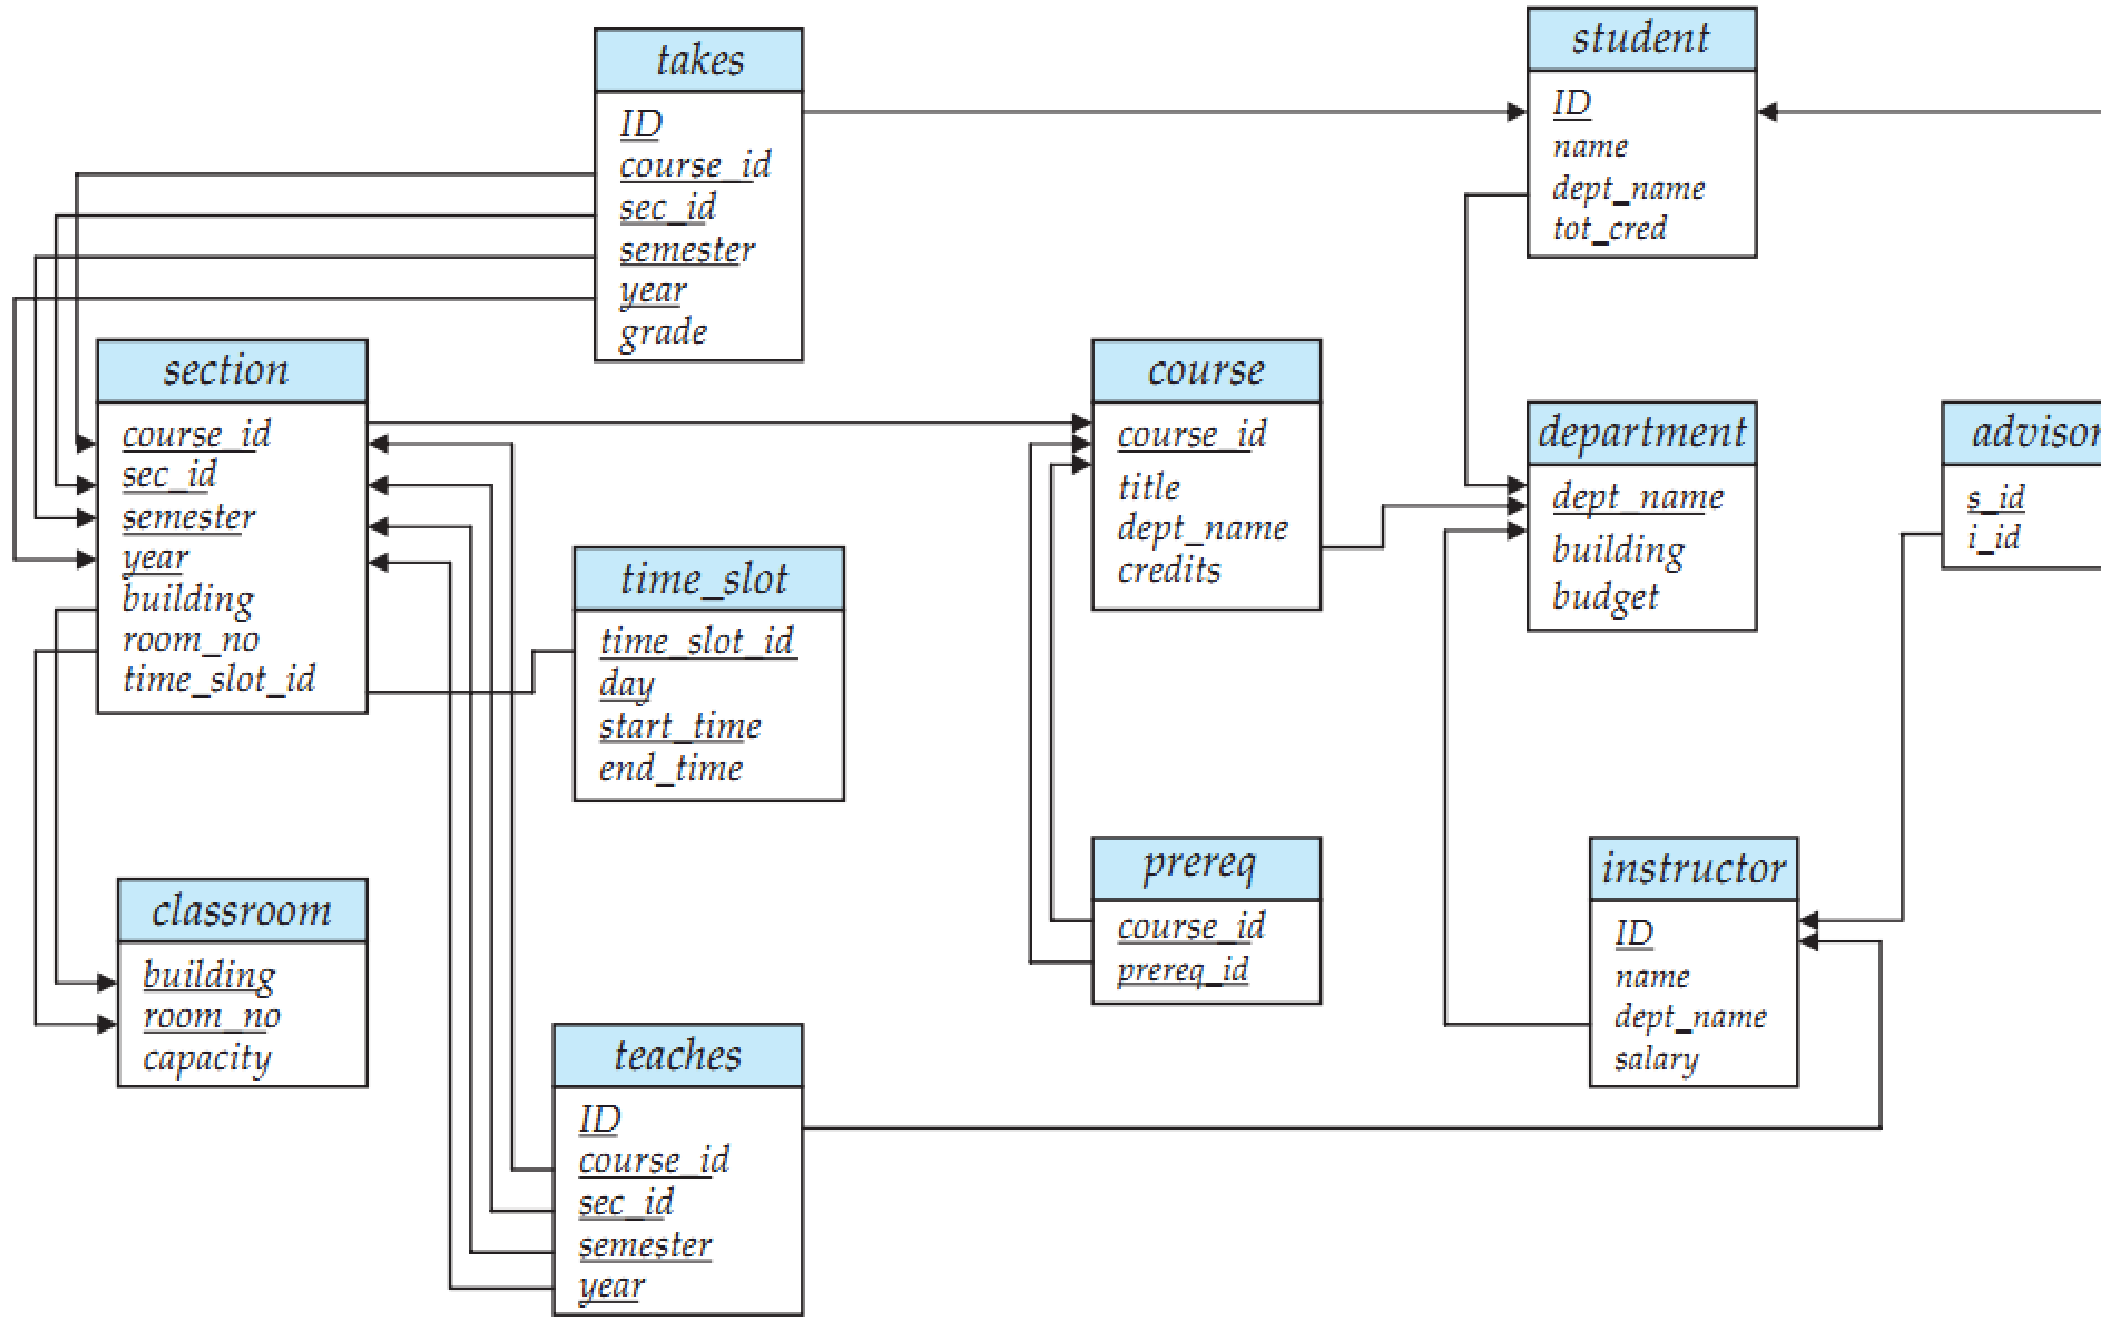 takes
ID
course_id
sec_id
semester
year
grade
student
ID
name
dept_name
tot_cred
section
course_id
sec_id
semester
year
building
room_no
time_slot_id
course
course_id
title
dept_name
credits
department
dept_name
building
budget
advisor
s_id
i_id
time_slot
time_slot_id
day
start_time
end_time
prereq
course_id
prereq_id
instructor
ID
name
dept_name
salary
classroom
building
room_no
capacity
teaches
ID
course_id
sec_id
semester
year